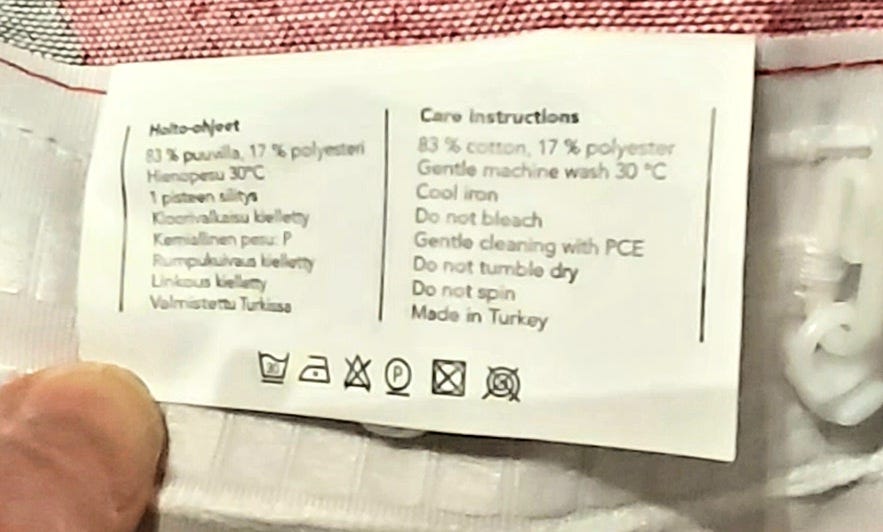 Hoito-ohjeet
83 % puuvilla, 17 % polyesteri
Hienopesu 30°C
1 pisteen silitys
Kloorivalkaisu kielletty
Kemiallinen pesu: P
Rumpukuivaus kielletty
Linkous kielletty
Valmistettu Turkissa
Care instructions
83 % cotton, 17 % polyester
Gentle machine wash 30 °C
Cool iron
Do not bleach
Gentle cleaning with PCE
Do not tumble dry
Do not spin
Made in Turkey
30 P